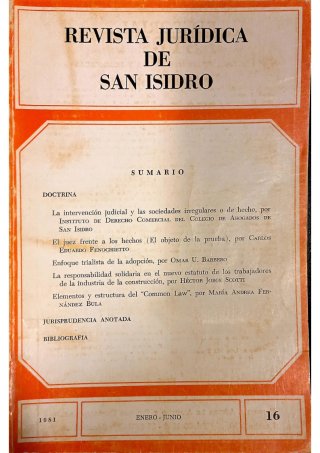 REVISTA JURÍDICA
DE
SAN ISIDRO
SUMARIO
DOCTRINA
La intervención judicial y las sociedades irregulares o de hecho, por
INSTITUTO DE DERECHO COMERCIAL DEL COLEGIO DE ABOGADOS DE
SAN ISIDRO
El juez frente a los hechos (El objeto de la prueba), por CARLOS
EDUARDO FENOCHIETTO
Enfoque trialista de la adopción, por OMAR U. BARBERO
La responsabilidad solidaria en el nuevo estatuto de los trabajadores
de la industria de la construcción, por HÉCTOR JORGE SCOTTI
Elementos y estructura del "Common Law", por MARÍA ANDREA FER-
NÁNDEZ BULA
JURISPRUDENCIA ANOTADA
BIBLIOGRAFIA
1981
ENERO - JUNIO
16